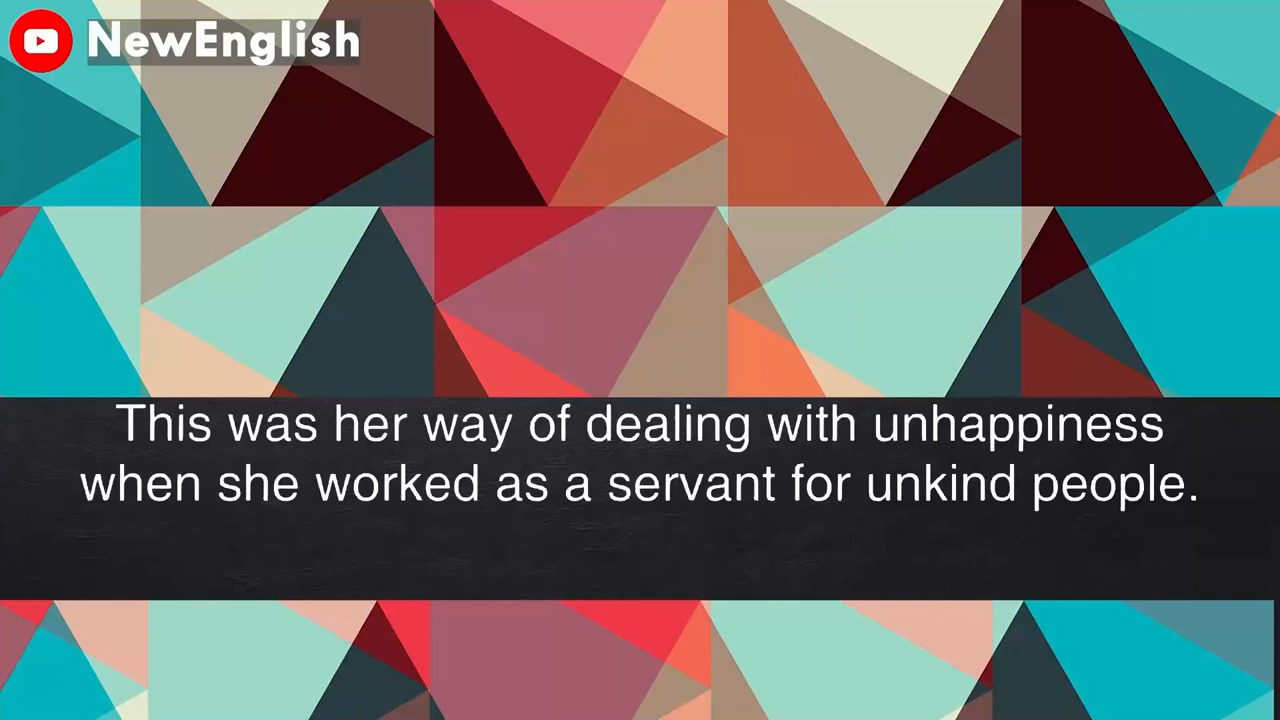 NewEnglish
This was her way of dealing with unhappiness
when she worked as a servant for unkind people.